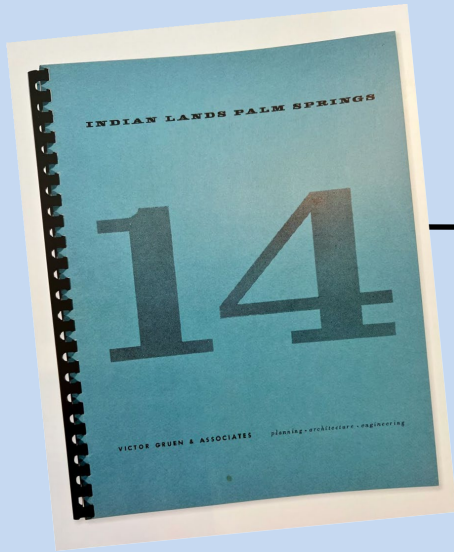 INDIAN LANDS PALM SPRINGS
14
VICTOR GRUEN & ASSOCIATES planning - architecture - engineering